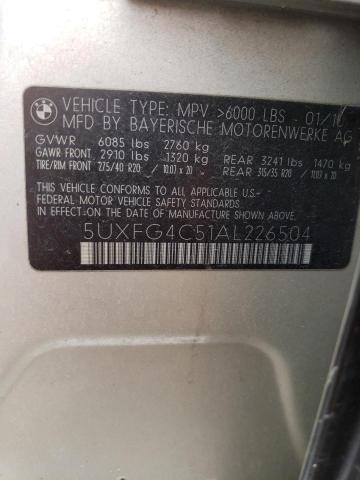 VEHICLE TYPE: MPV >6000 LBS - 01/10
MFD BY BAYERISCHE MOTORENWERKE AG
GVWR 6085 lbs 2760 kg
GAWR FRONT 2910 lbs 1320 kg REAR 3241 lbs 1470 kg
TIRE/RIM FRONT 275/40 R20 / 10.0J x 20 REAR 315/35 R20 / 11.0J x 20
THIS VEHICLE CONFORMS TO ALL APPLICABLE U.S.
FEDERAL MOTOR VEHICLE SAFETY STANDARDS IN
EFFECT ON THE DATE OF MANUFACTURE SHOWN ABOVE.
5UXFG4C51AL226504